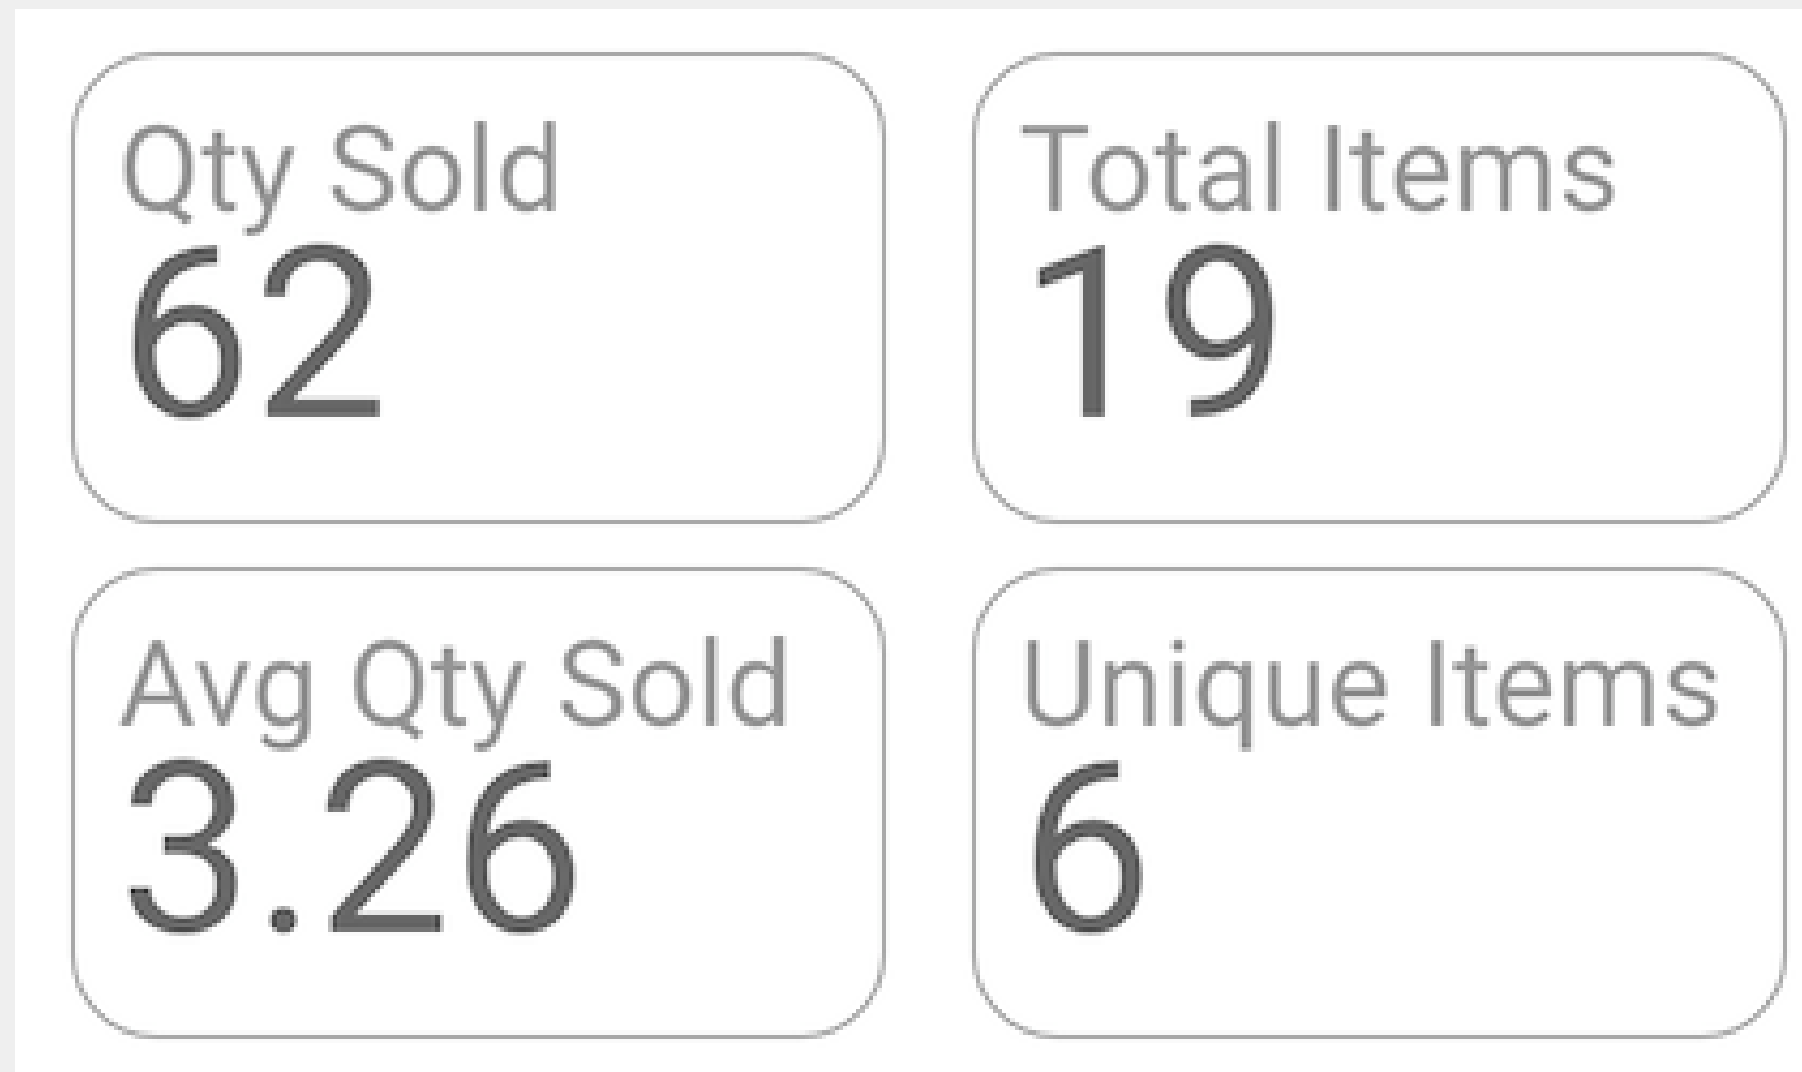 Qty Sold
62
Total Items
19
Avg Qty Sold
3.26
Unique Items
6